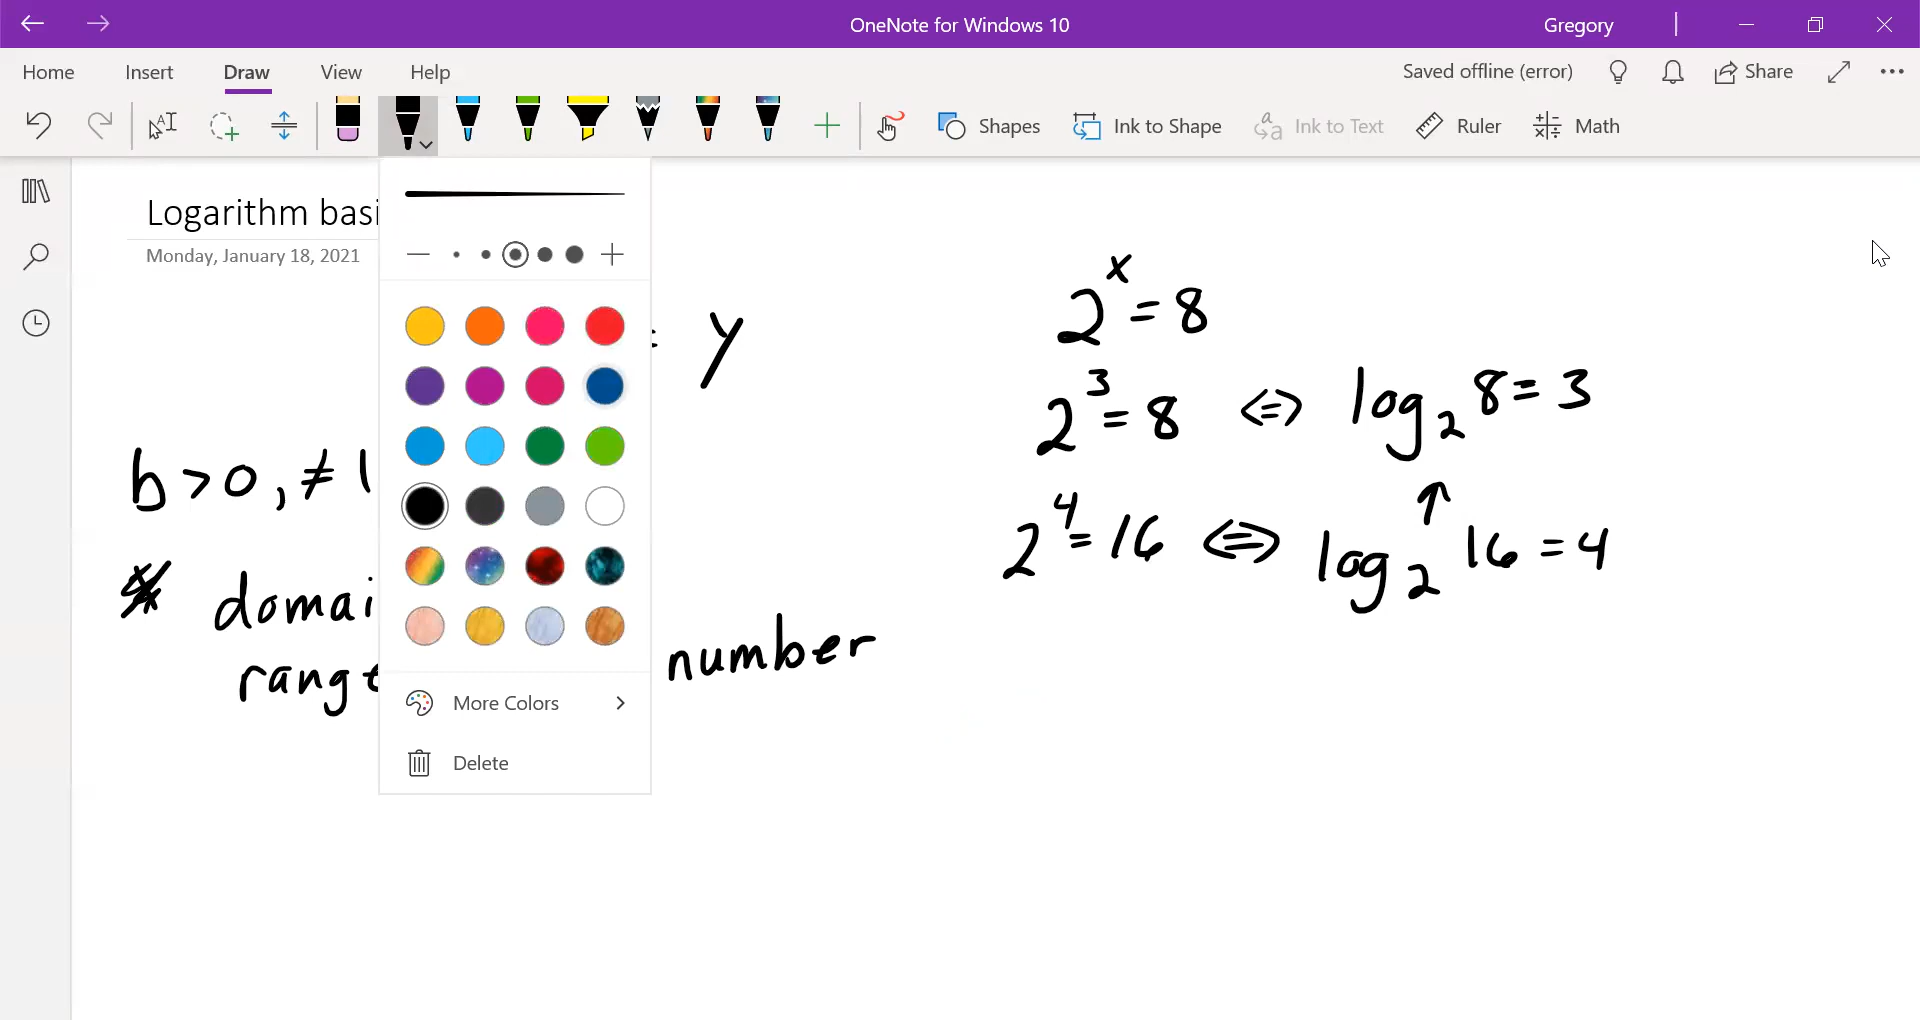 OneNote for Windows 10
Gregory
Home Insert Draw View Help
Saved offline (error) Share
Shapes Ink to Shape Ink to Text Ruler Math
Logarithm basi
Monday, January 18, 2021
= y
b > 0, ≠ 1
* domai
range number
More Colors
Delete
2^x = 8
2^3 = 8 <=> log_2 8 = 3
↑
2^4 = 16 <=> log_2 16 = 4